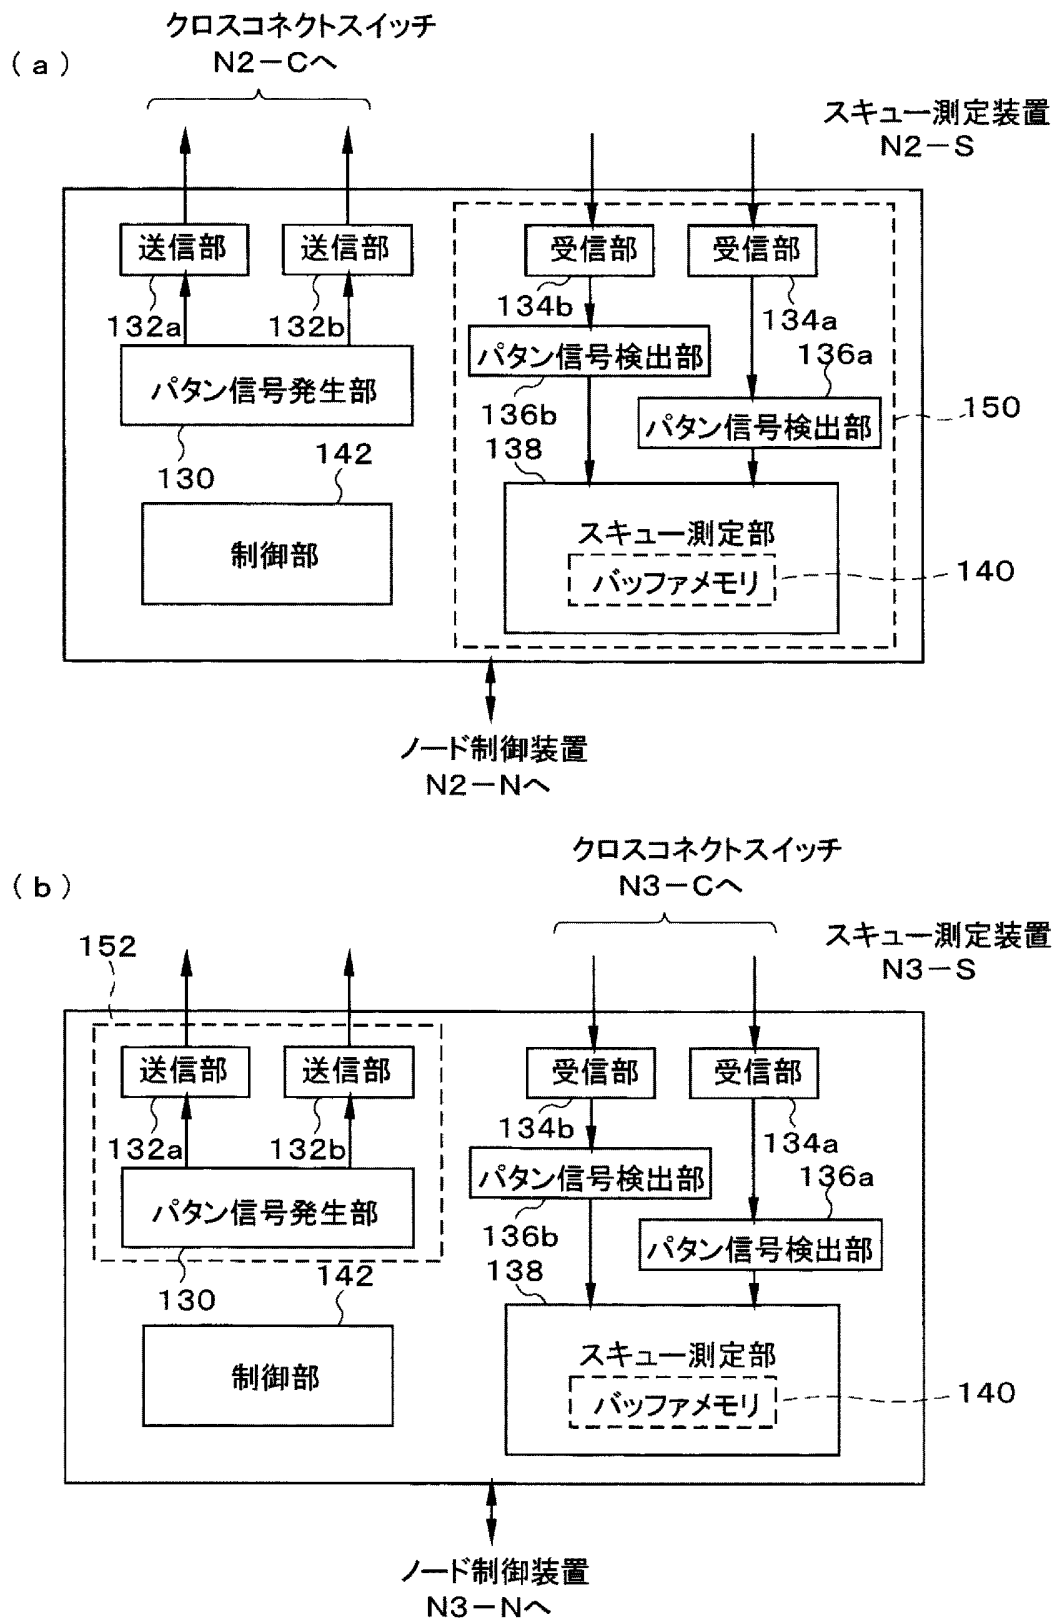 (a)
クロスコネクトスイッチ
N2-Cへ
スキュー測定装置
N2-S
送信部
送信部
受信部
受信部
132a
132b
134b
134a
パタン信号検出部
136a
パタン信号発生部
136b
パタン信号検出部
150
130
142
138
制御部
スキュー測定部
バッファメモリ
140
ノード制御装置
N2-Nへ
(b)
クロスコネクトスイッチ
N3-Cへ
スキュー測定装置
N3-S
152
送信部
送信部
受信部
受信部
132a
132b
134b
134a
パタン信号検出部
136a
パタン信号発生部
136b
パタン信号検出部
130
142
138
制御部
スキュー測定部
バッファメモリ
140
ノード制御装置
N3-Nへ